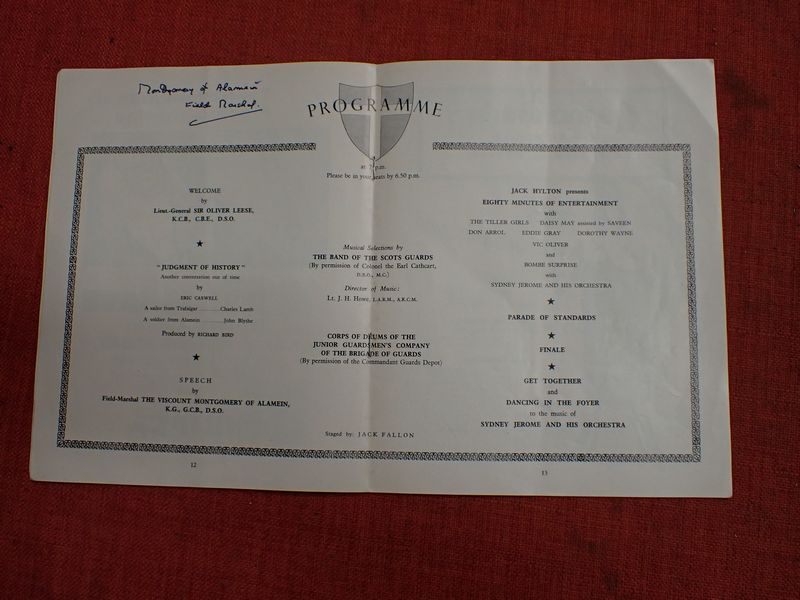 Montgomery of Alamein
Field Marshal.
PROGRAMME
at 7 p.m.
Please be in your seats by 6.50 p.m.
WELCOME
by
Lieut.-General SIR OLIVER LEESE,
K.C.B., C.B.E., D.S.O.
★
"JUDGMENT OF HISTORY"
Another conversation out of time
by
ERIC CASWELL
A sailor from Trafalgar ........ Charles Lamb
A soldier from Alamein ........ John Blythe
Produced by RICHARD BIRD
★
SPEECH
by
Field-Marshal THE VISCOUNT MONTGOMERY OF ALAMEIN,
K.G., G.C.B., D.S.O.
12
Musical Selections by
THE BAND OF THE SCOTS GUARDS
(By permission of Colonel the Earl Cathcart,
D.S.O., M.C.)
Director of Music:
Lt. J. H. Howe, L.R.A.M., A.R.C.M.
CORPS OF DRUMS OF THE
JUNIOR GUARDSMEN'S COMPANY
OF THE BRIGADE OF GUARDS
(By permission of the Commandant Guards Depot)
Staged by: JACK FALLON
JACK HYLTON presents
EIGHTY MINUTES OF ENTERTAINMENT
with
THE TILLER GIRLS DAISY MAY assisted by SAVEEN
DON ARROL EDDIE GRAY DOROTHY WAYNE
VIC OLIVER
and
BOMBE SURPRISE
with
SYDNEY JEROME AND HIS ORCHESTRA
★
PARADE OF STANDARDS
★
FINALE
★
GET TOGETHER
and
DANCING IN THE FOYER
to the music of
SYDNEY JEROME AND HIS ORCHESTRA
13